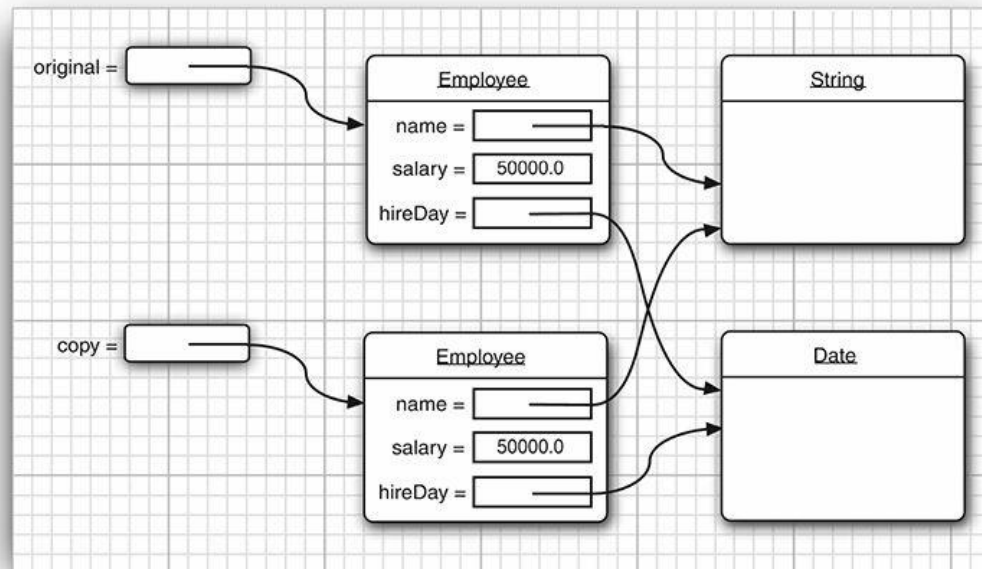 original =
Employee
name =
salary = 50000.0
hireDay =
String
copy =
Employee
name =
salary = 50000.0
hireDay =
Date